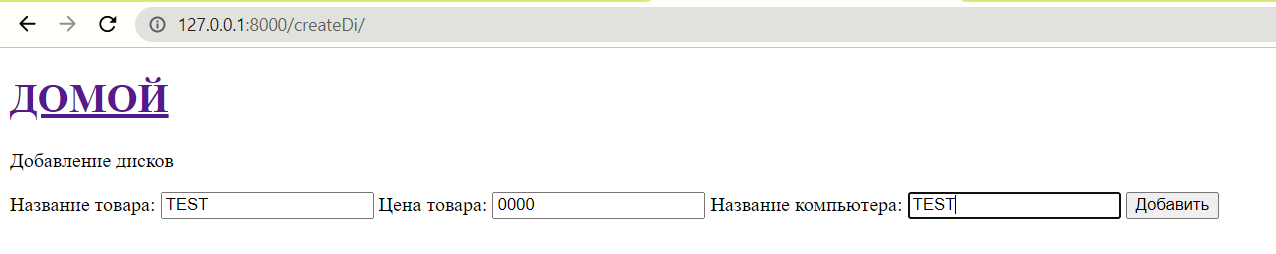 127.0.0.1:8000/createDi/
ДОМОЙ
Добавление дисков
Название товара: TEST Цена товара: 0000 Название компьютера: TEST Добавить